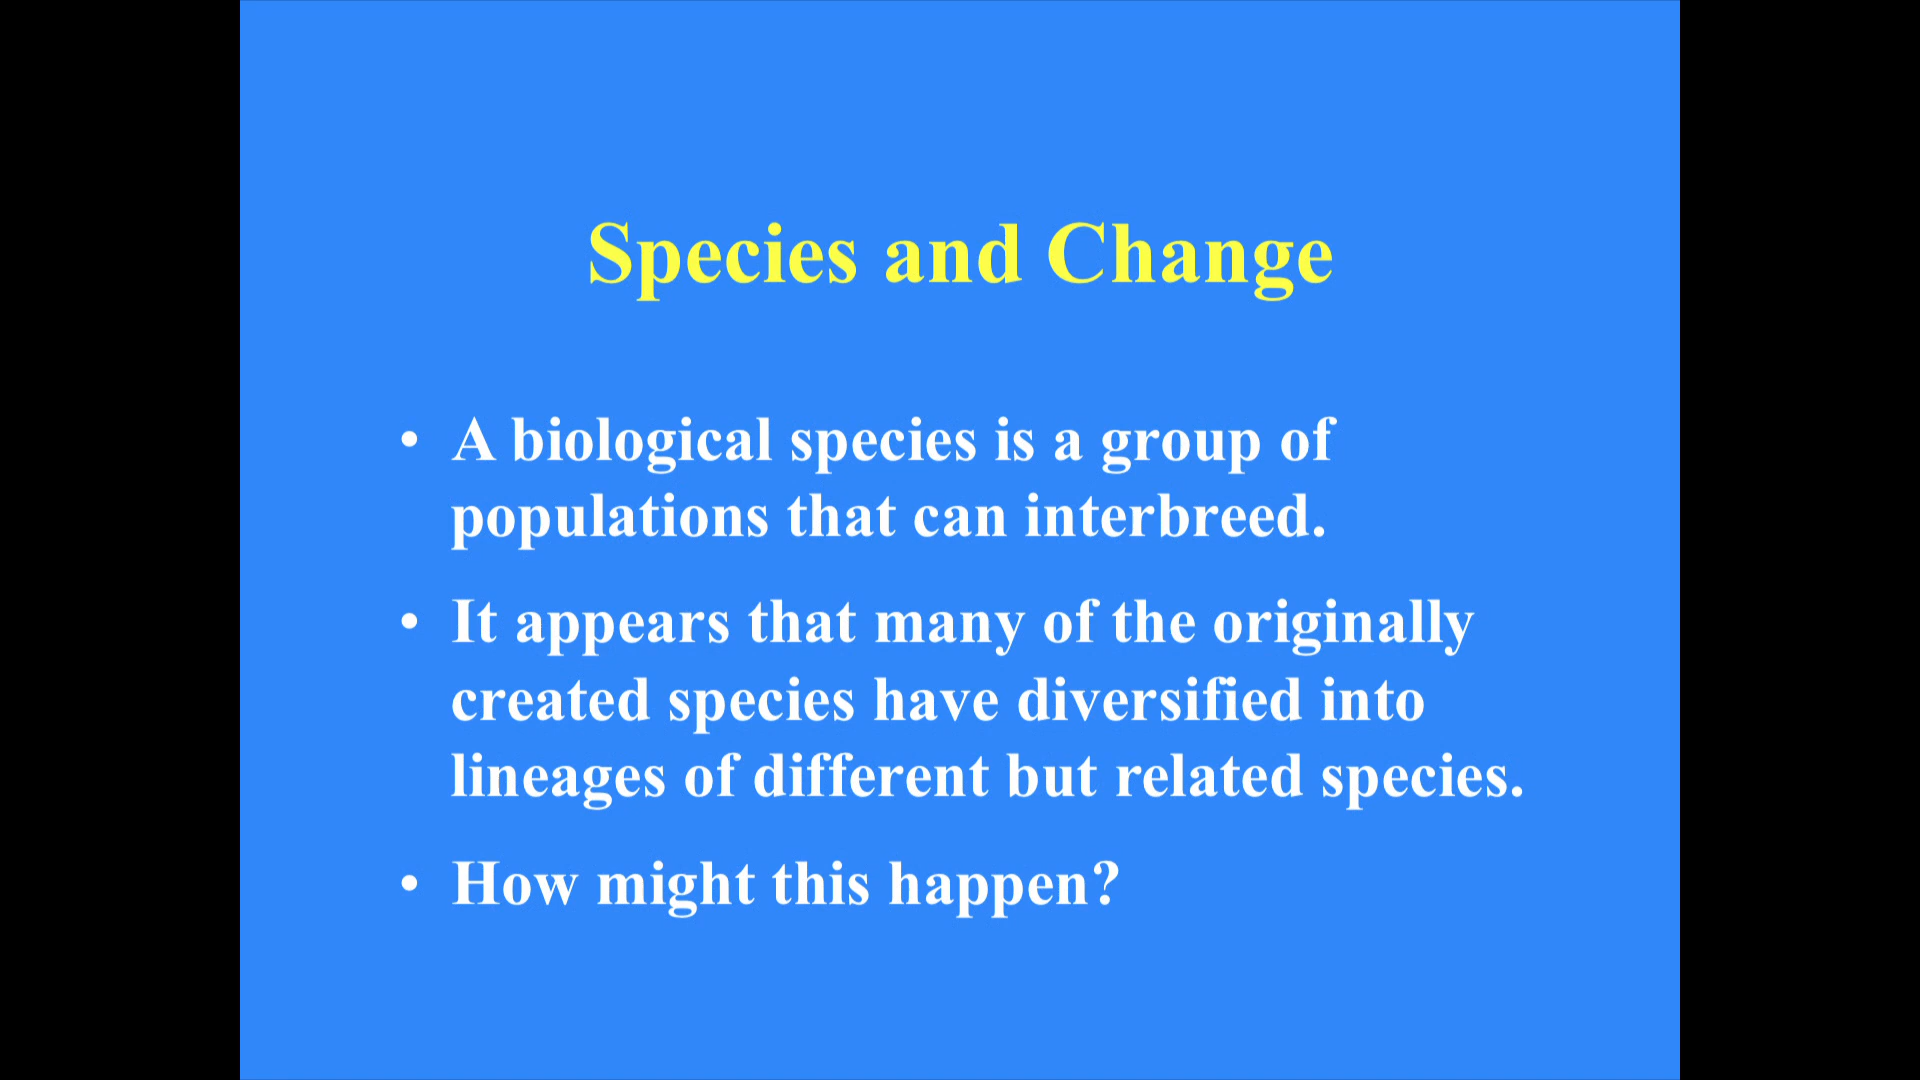 Species and Change
• A biological species is a group of
populations that can interbreed.
• It appears that many of the originally
created species have diversified into
lineages of different but related species.
• How might this happen?